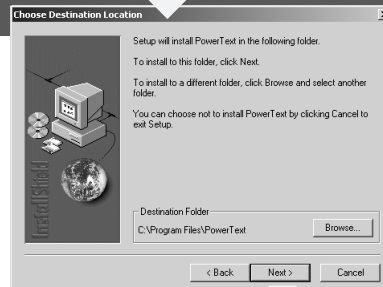 Choose Destination Location
Setup will install PowerText in the following folder.
To install to this folder, click Next.
To install to a different folder, click Browse and select another
folder.
You can choose not to install PowerText by clicking Cancel to
exit Setup.
InstallShield
Destination Folder
C:\Program Files\PowerText
Browse...
< Back
Next >
Cancel